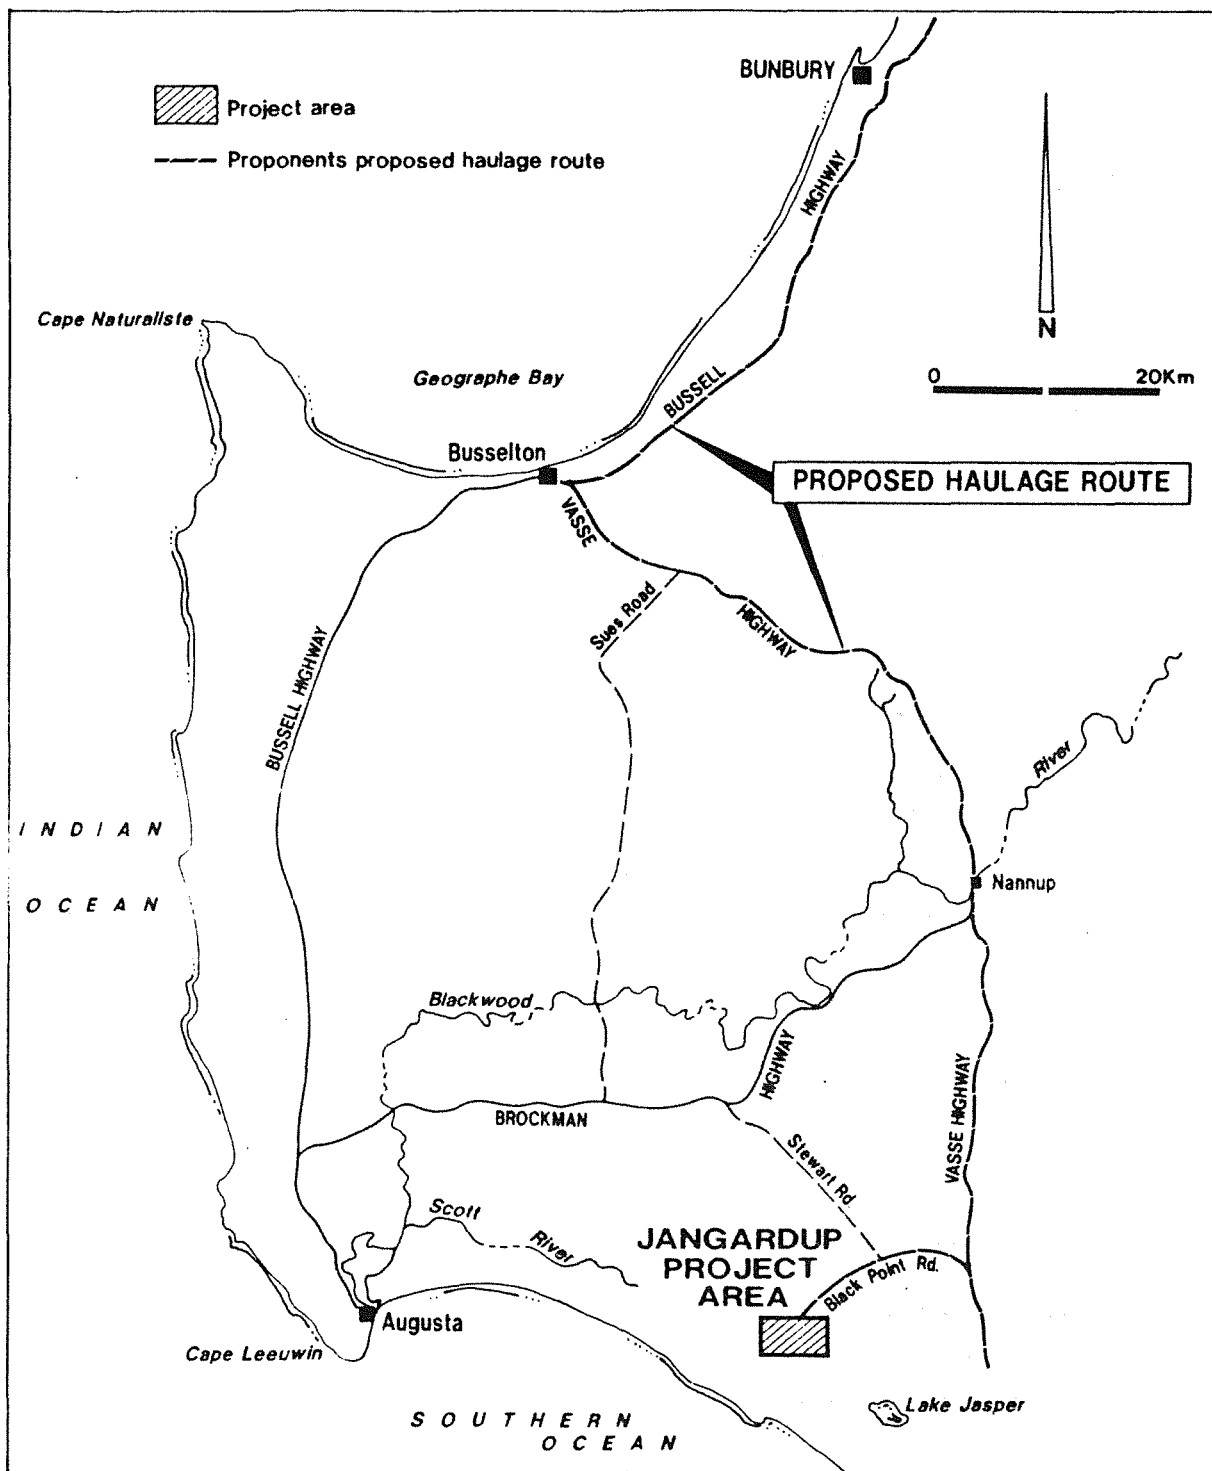 BUNBURY
Project area
Proponents proposed haulage route
HIGHWAY
N
Cape Naturaliste
Geographe Bay
0 20Km
BUSSELL
Busselton
PROPOSED HAULAGE ROUTE
VASSE
Sues Road
HIGHWAY
BUSSELL HIGHWAY
River
INDIAN
OCEAN
Nannup
Blackwood
HIGHWAY
BROCKMAN
VASSE HIGHWAY
Stewart Rd.
Scott
River
JANGARDUP
PROJECT
AREA
Black Point Rd.
Augusta
Cape Leeuwin
Lake Jasper
SOUTHERN
OCEAN